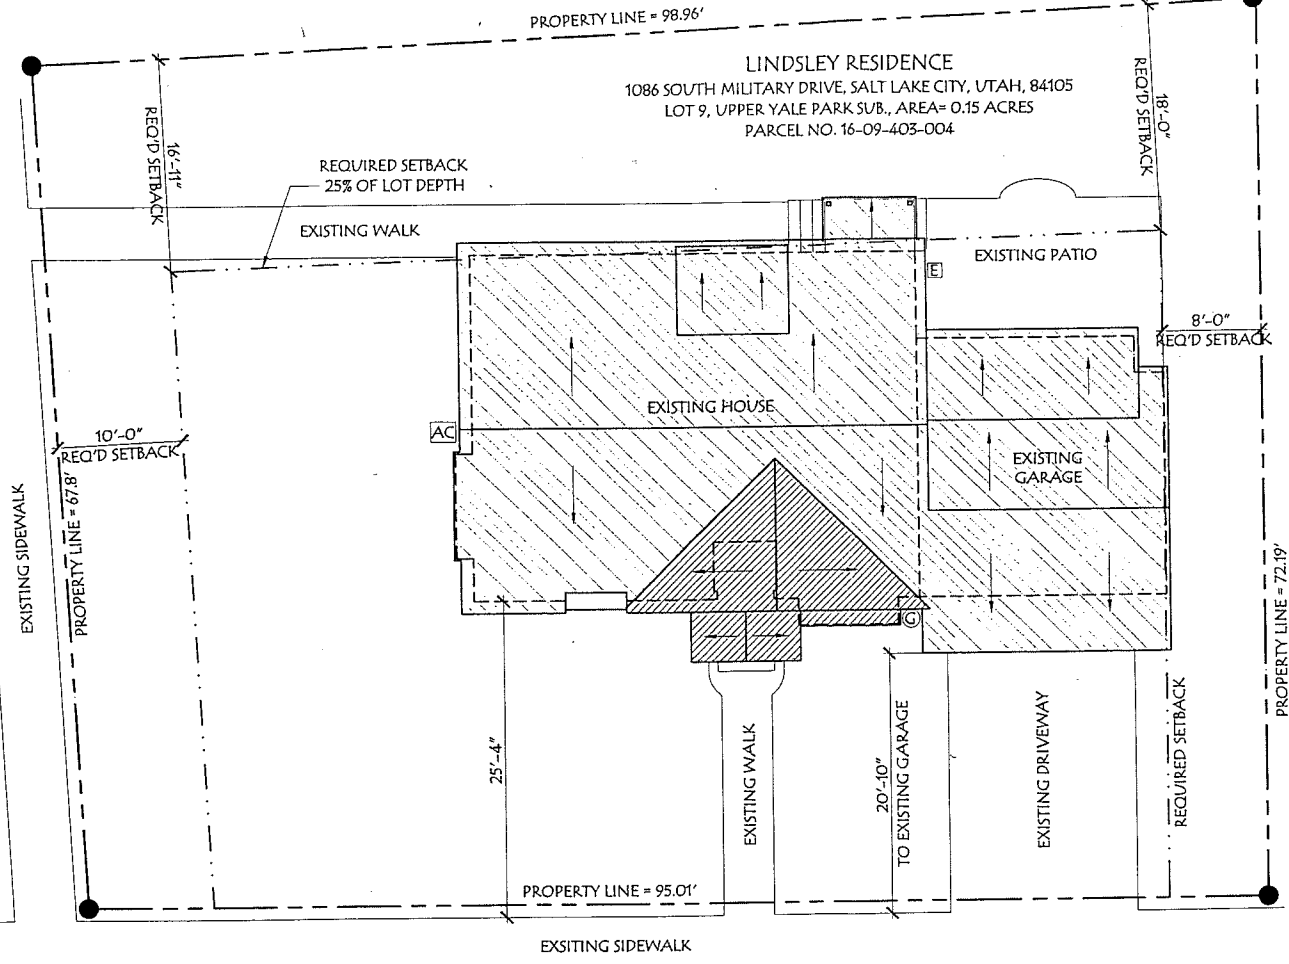 PROPERTY LINE = 98.96'
LINDSLEY RESIDENCE
1086 SOUTH MILITARY DRIVE, SALT LAKE CITY, UTAH, 84105
LOT 9, UPPER YALE PARK SUB., AREA= 0.15 ACRES
PARCEL NO. 16-09-403-004
16'-11"
REQ'D SETBACK
18'-0"
REQ'D SETBACK
REQUIRED SETBACK
25% OF LOT DEPTH
EXISTING WALK
EXISTING PATIO
E
8'-0"
REQ'D SETBACK
EXISTING HOUSE
AC
10'-0"
REQ'D SETBACK
EXISTING
GARAGE
EXISTING SIDEWALK
PROPERTY LINE = 67.8'
PROPERTY LINE = 72.19'
G
25'-4"
EXISTING WALK
20'-10"
TO EXISTING GARAGE
EXISTING DRIVEWAY
REQUIRED SETBACK
PROPERTY LINE = 95.01'
EXSITING SIDEWALK